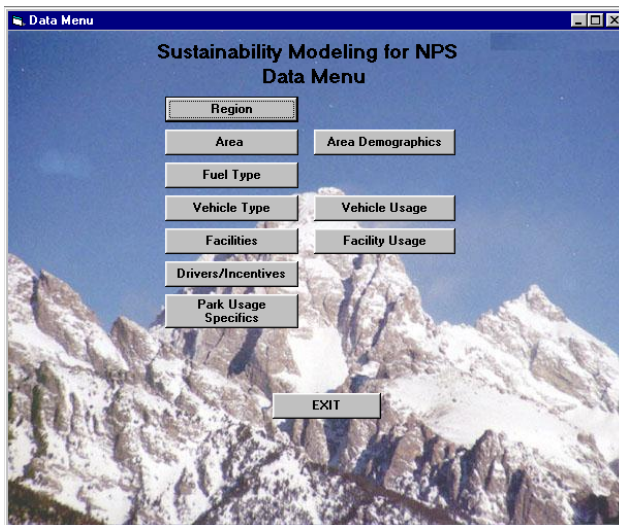 Data Menu
Sustainability Modeling for NPS
Data Menu
Region
Area
Area Demographics
Fuel Type
Vehicle Type
Vehicle Usage
Facilities
Facility Usage
Drivers/Incentives
Park Usage
Specifics
EXIT